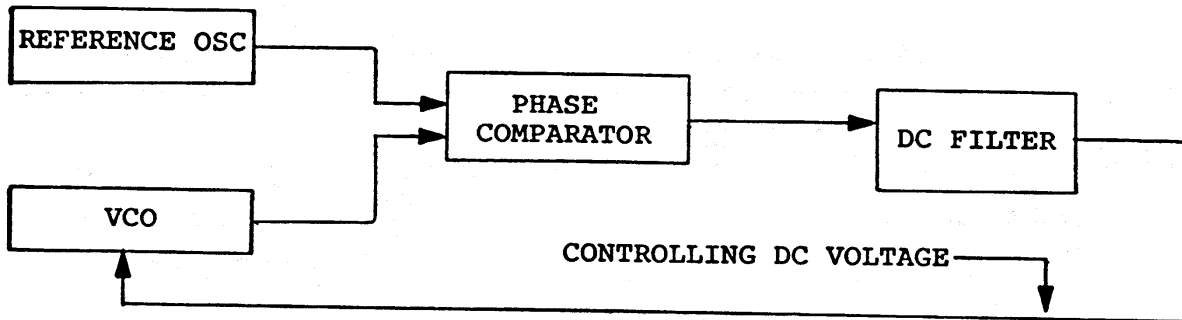 REFERENCE OSC
PHASE
COMPARATOR
DC FILTER
VCO
CONTROLLING DC VOLTAGE